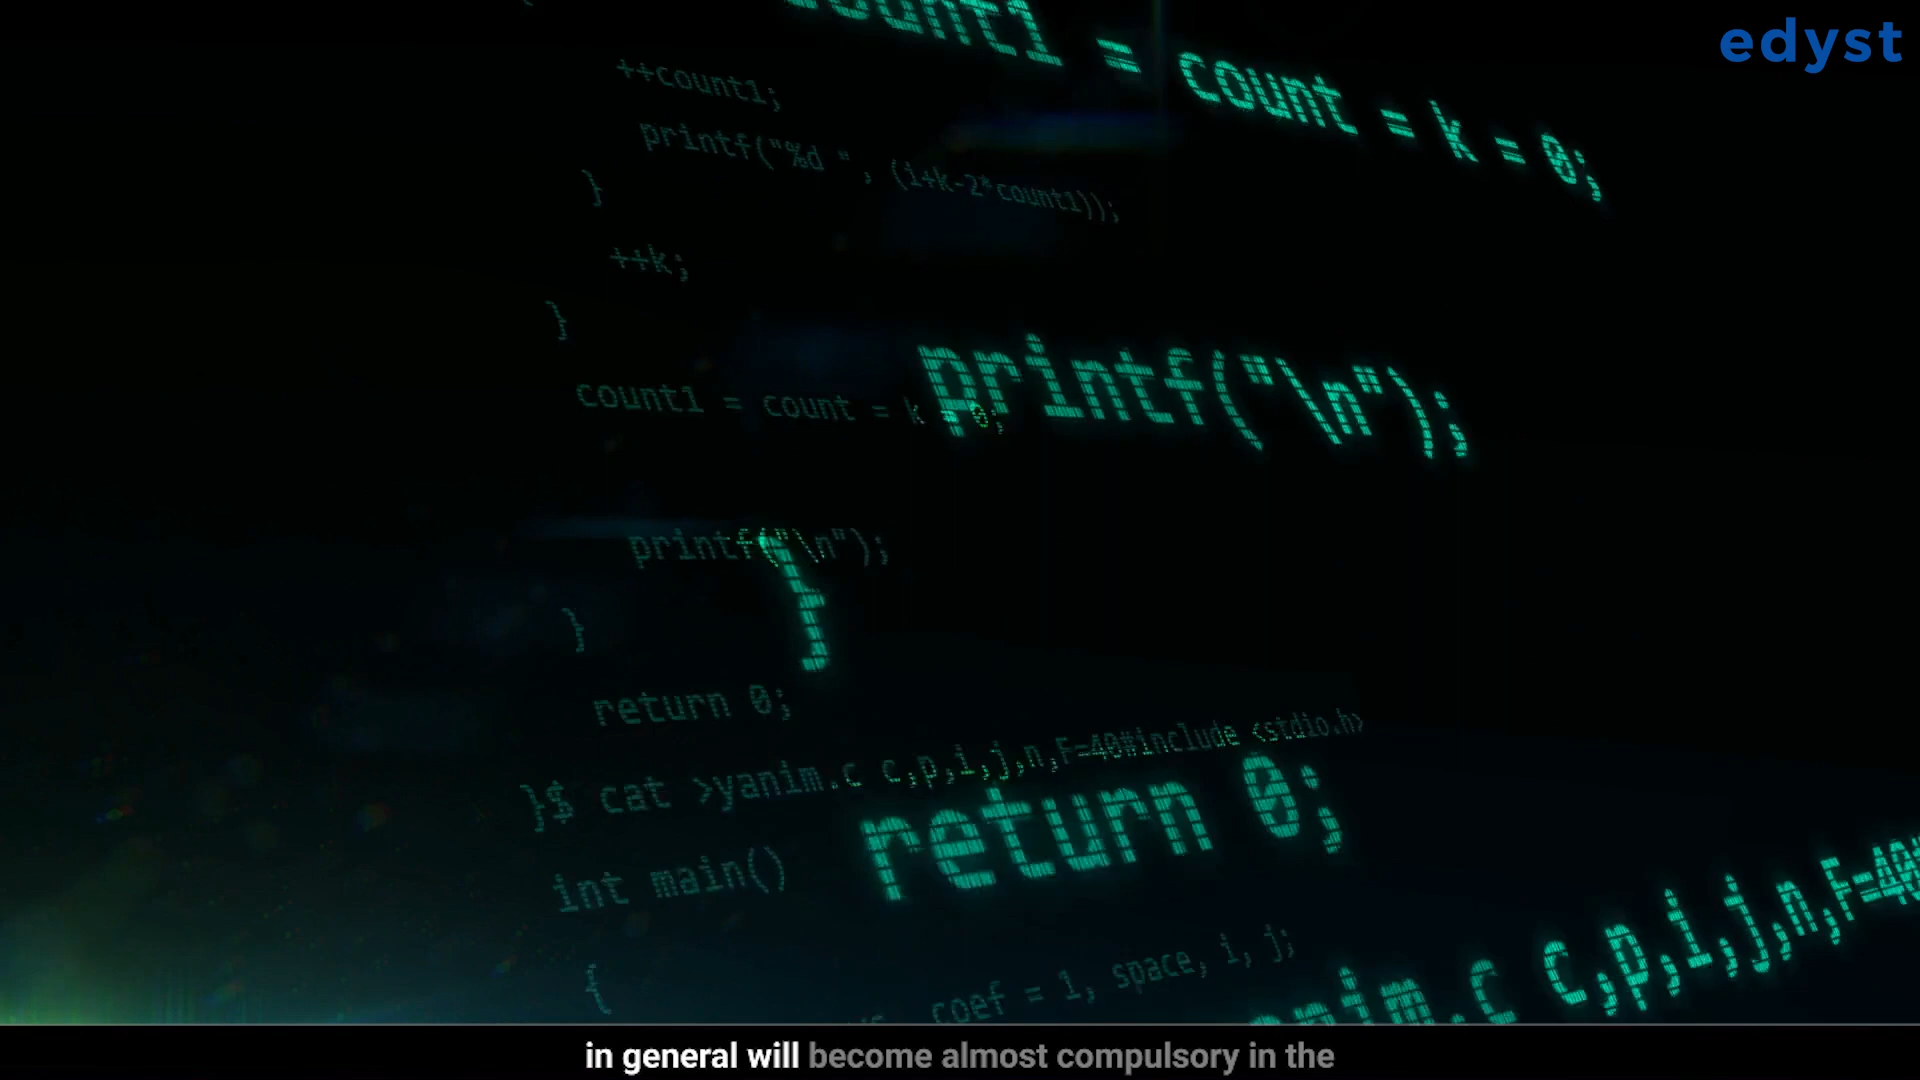 edyst
count1 = count = k = 0;
++count1;
printf("%d ", (i+k-2*count1));
}
++k;
}
printf("\n");
count1 = count = k = 0;
printf("\n");
}
}
return 0;
}$ cat >yanim.c c,p,i,j,n,F=40#include <stdio.h>
return 0;
int main()
c,p,i,j,n,F=40
{
coef = 1, space, i, j;
in general will become almost compulsory in the